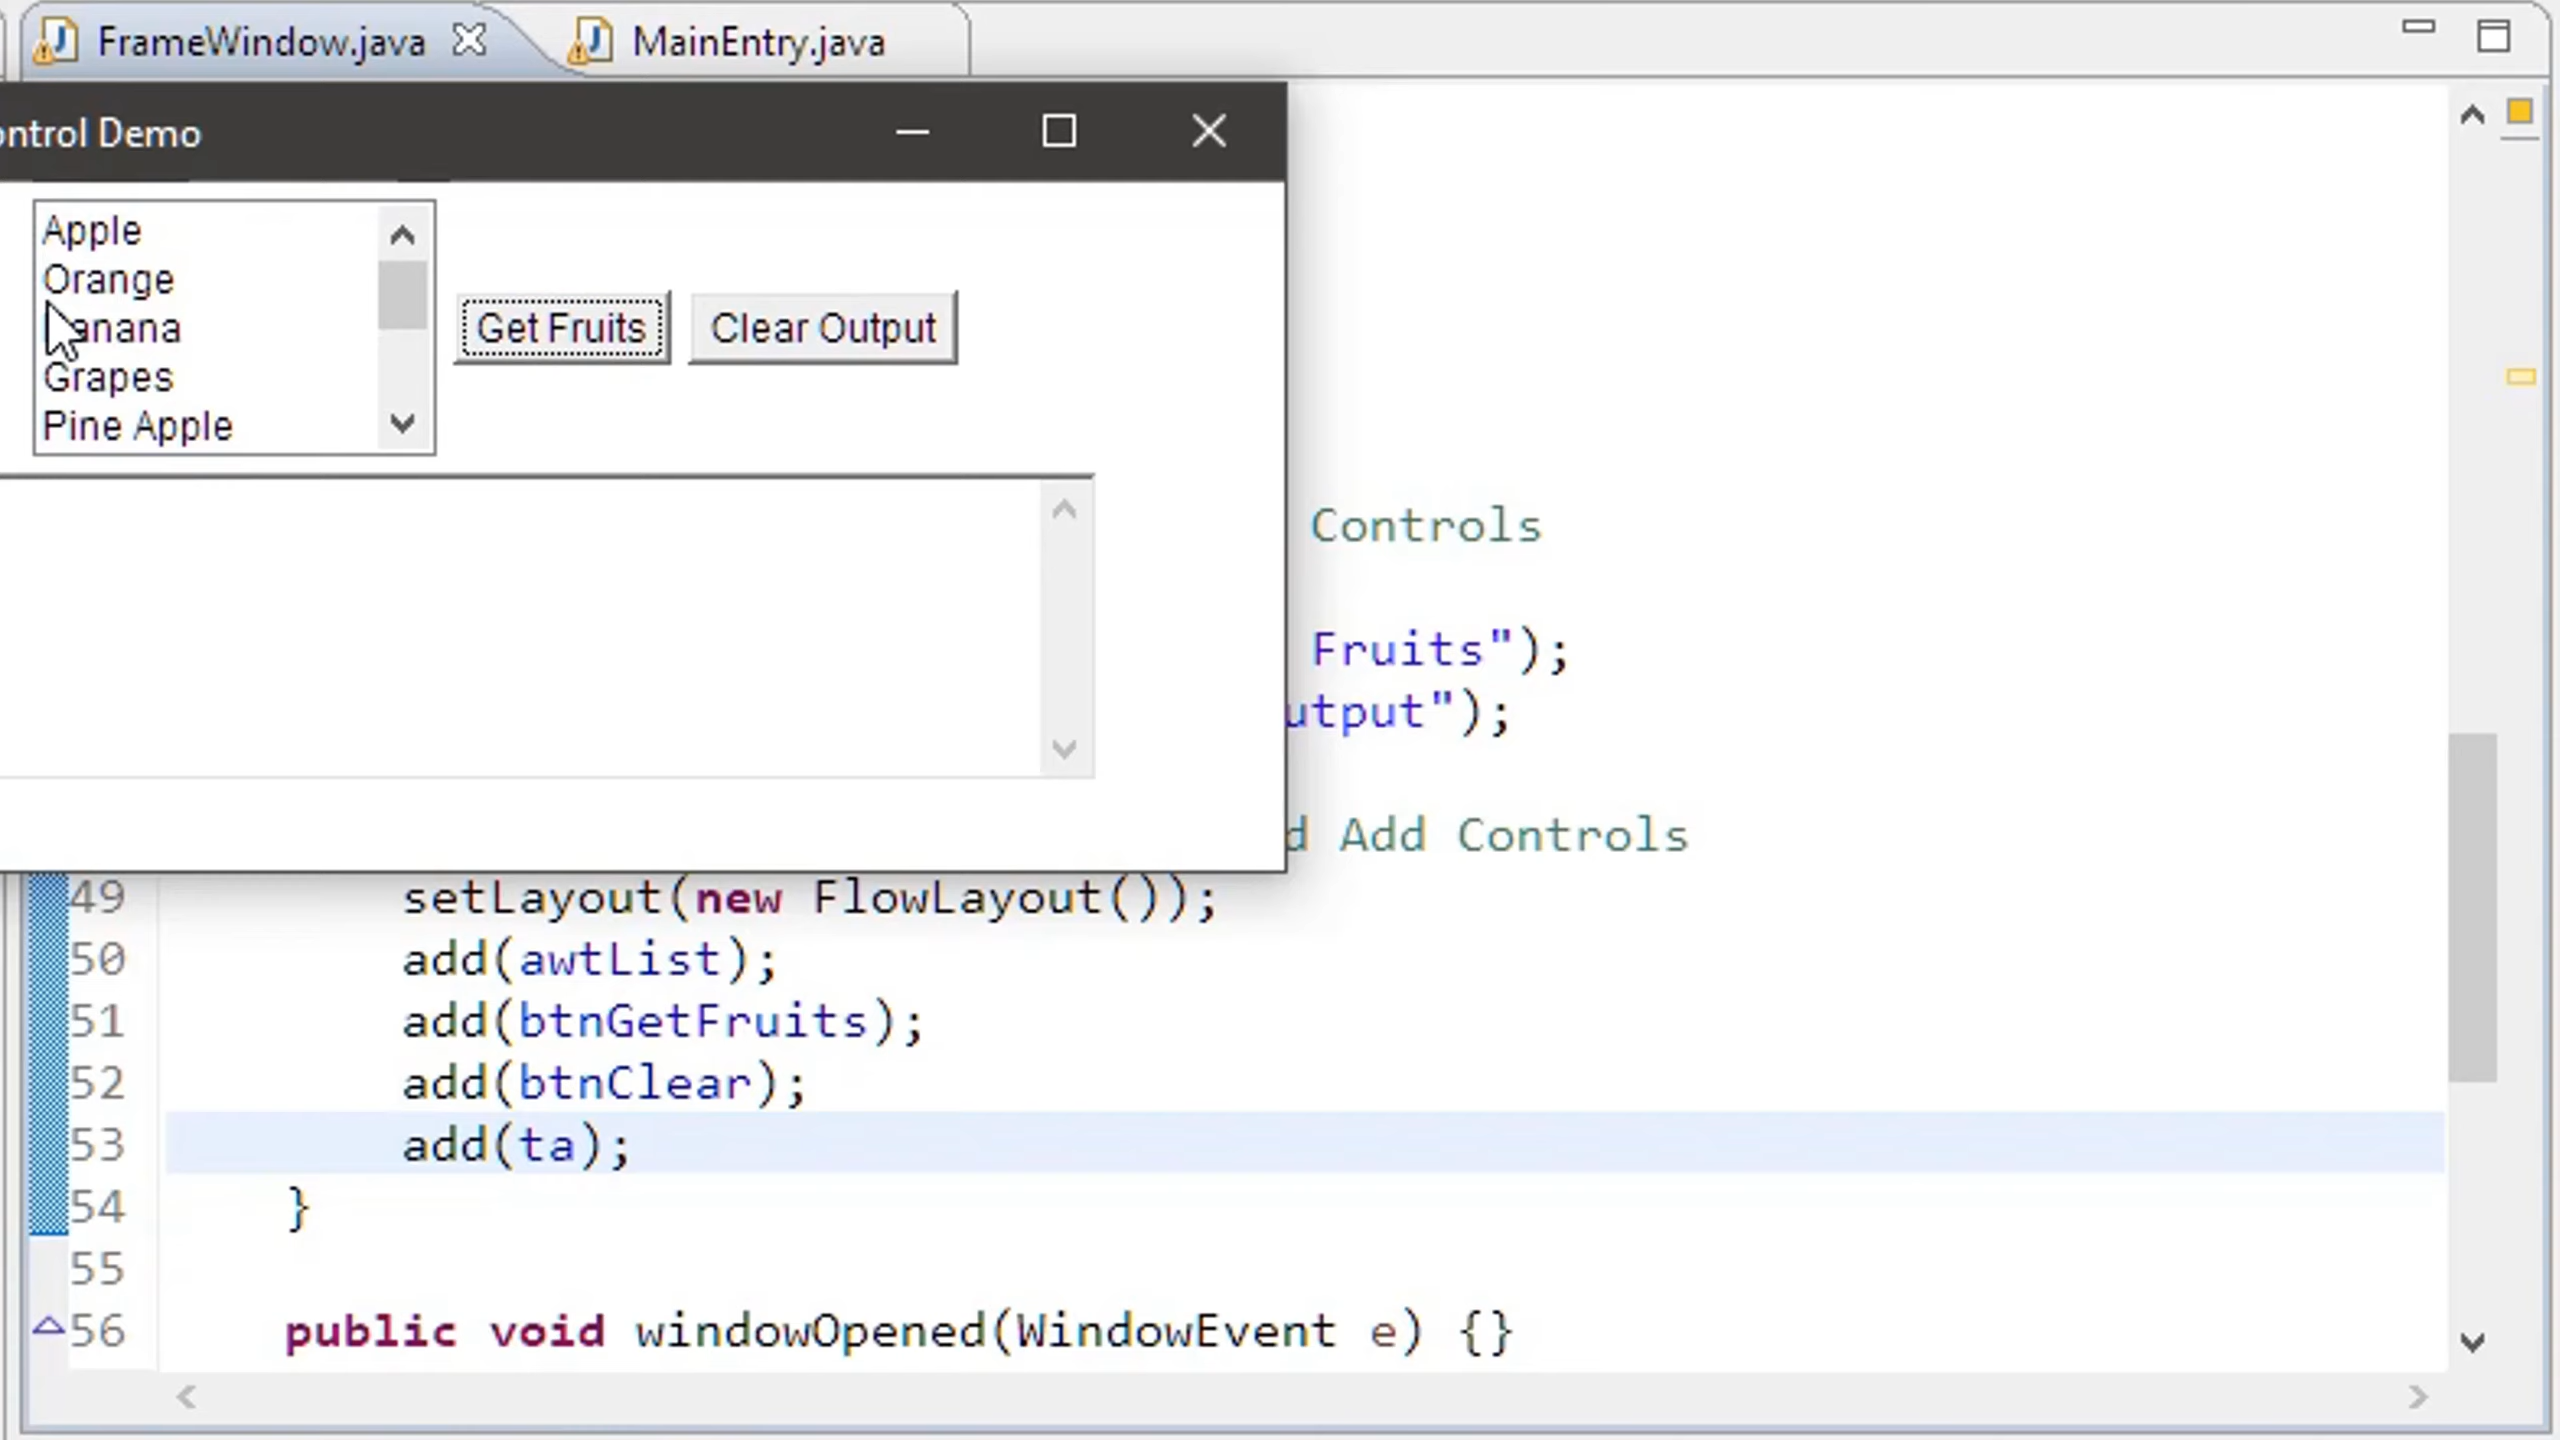 FrameWindow.java
MainEntry.java
ontrol Demo
Apple
Orange
anana
Grapes
Pine Apple
Get Fruits
Clear Output
Controls
Fruits");
utput");
d Add Controls
49 setLayout(new FlowLayout());
50 add(awtList);
51 add(btnGetFruits);
52 add(btnClear);
53 add(ta);
54 }
55
56 public void windowOpened(WindowEvent e) {}